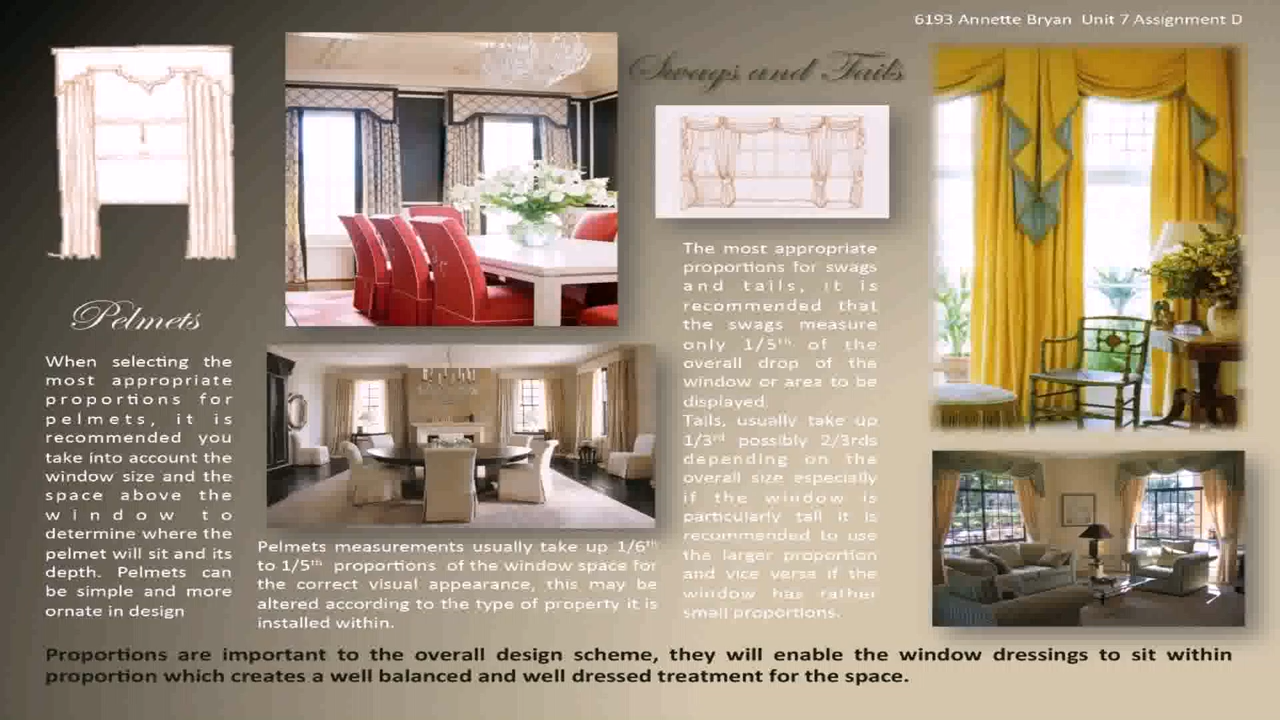 6193 Annette Bryan Unit 7 Assignment D
Swags and Tails
Pelmets
When selecting the
most appropriate
proportions for
pelmets, it is
recommended you
take into account the
window size and the
space above the
window to
determine where the
pelmet will sit and its
depth. Pelmets can
be simple and more
ornate in design
Pelmets measurements usually take up 1/6th
to 1/5th proportions of the window space for
the correct visual appearance, this may be
altered according to the type of property it is
installed within.
The most appropriate
proportions for swags
and tails, it is
recommended that
the swags measure
only 1/5th of the
overall drop of the
window or area to be
displayed.
Tails, usually take up
1/3rd possibly 2/3rds
depending on the
overall size especially
if the window is
particularly tall it is
recommended to use
the larger proportion
and vice versa if the
window has rather
small proportions.
Proportions are important to the overall design scheme, they will enable the window dressings to sit within
proportion which creates a well balanced and well dressed treatment for the space.